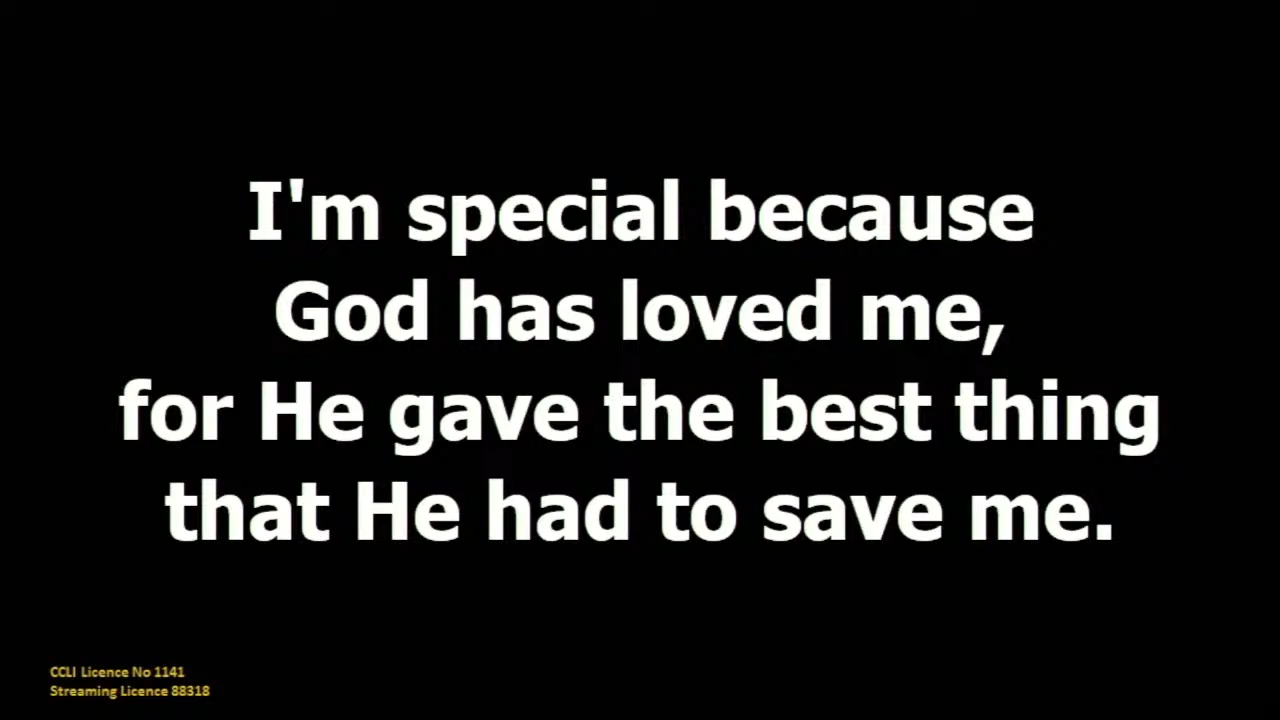 I'm special because
God has loved me,
for He gave the best thing
that He had to save me.
CCLI Licence No 1141
Streaming Licence 88318